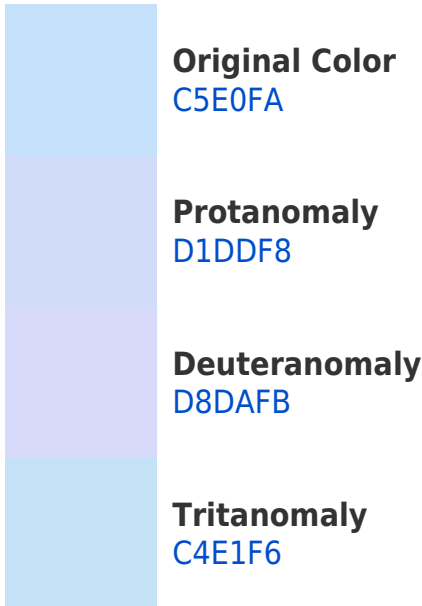 Original Color
C5E0FA
Protanomaly
D1DDF8
Deuteranomaly
D8DAFB
Tritanomaly
C4E1F6